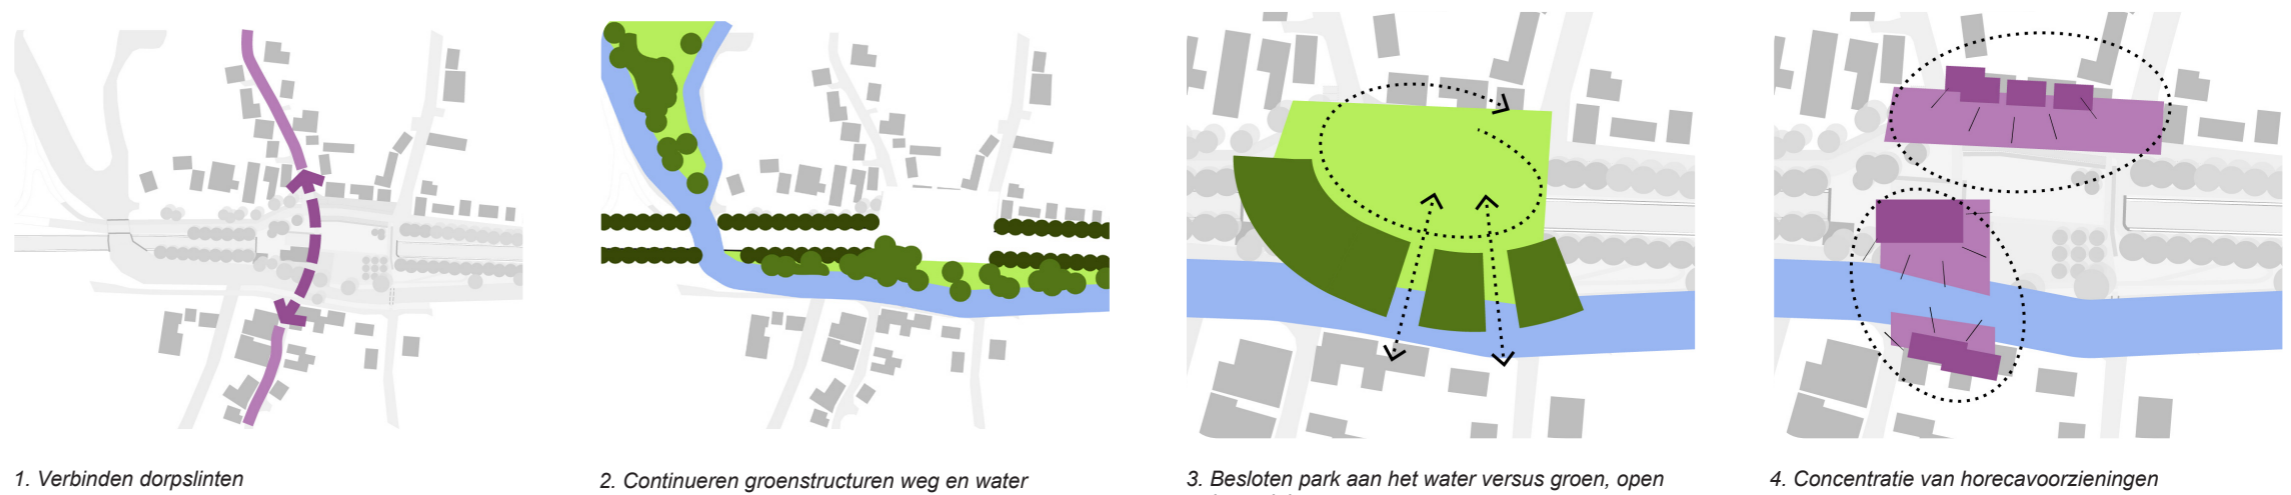 1. Verbinden dorpslinten
2. Continueren groenstructuren weg en water
3. Besloten park aan het water versus groen, open
4. Concentratie van horecavoorzieningen